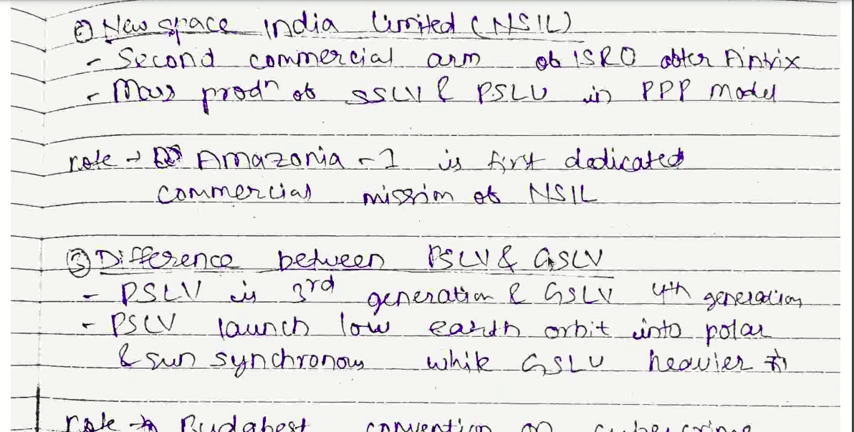 ② New space India Limited (NSIL)
- Second commercial arm of ISRO after Antrix
- Mass prodⁿ of SSLV & PSLV in PPP model
note → Amazonia -1 is first dedicated
commercial mission of NSIL
③ Difference between PSLV & GSLV
- PSLV is 3rd generation & GSLV 4th generation
- PSLV launch low earth orbit into polar
& sun synchronous while GSLV heavier
note → Budapest convention on cybercrime